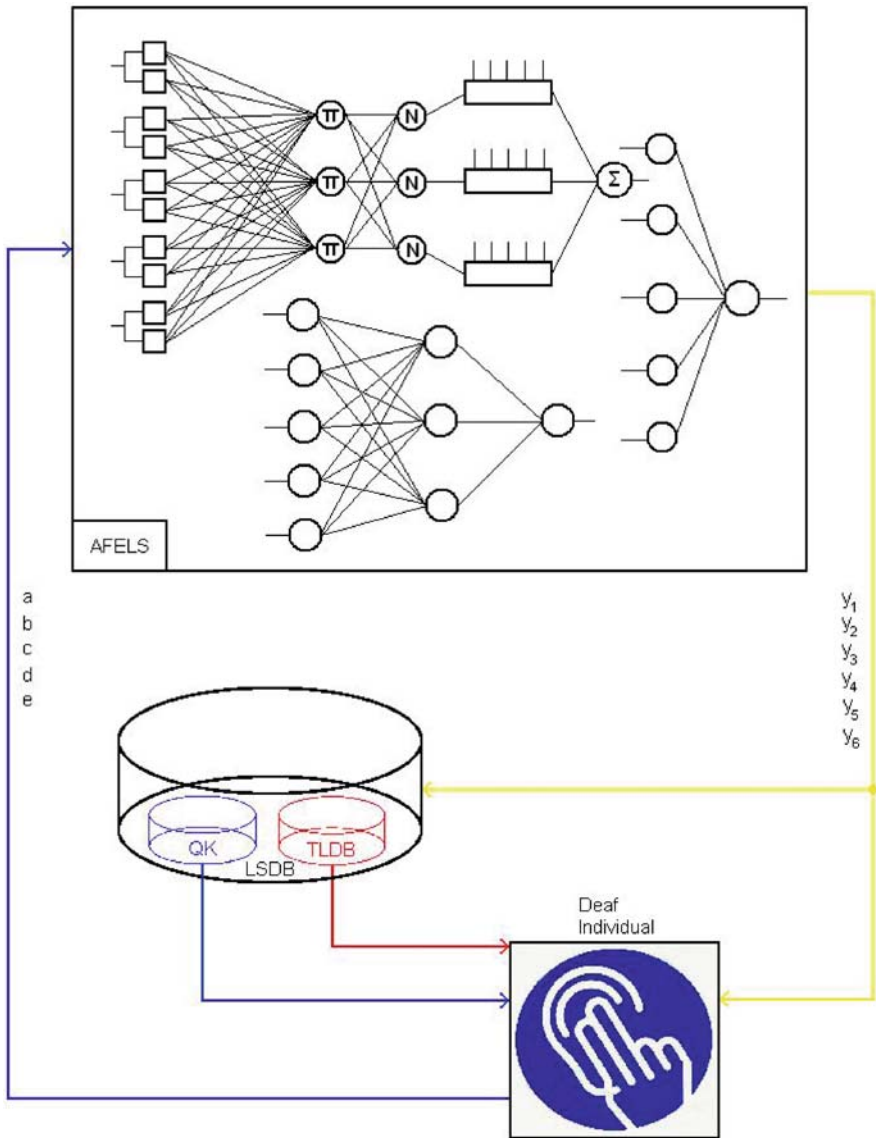 π
N
π
N
Σ
π
N
AFELS
a
b
c
d
e
y₁
y₂
y₃
y₄
y₅
y₆
QK
TLDB
LSDB
Deaf
Individual